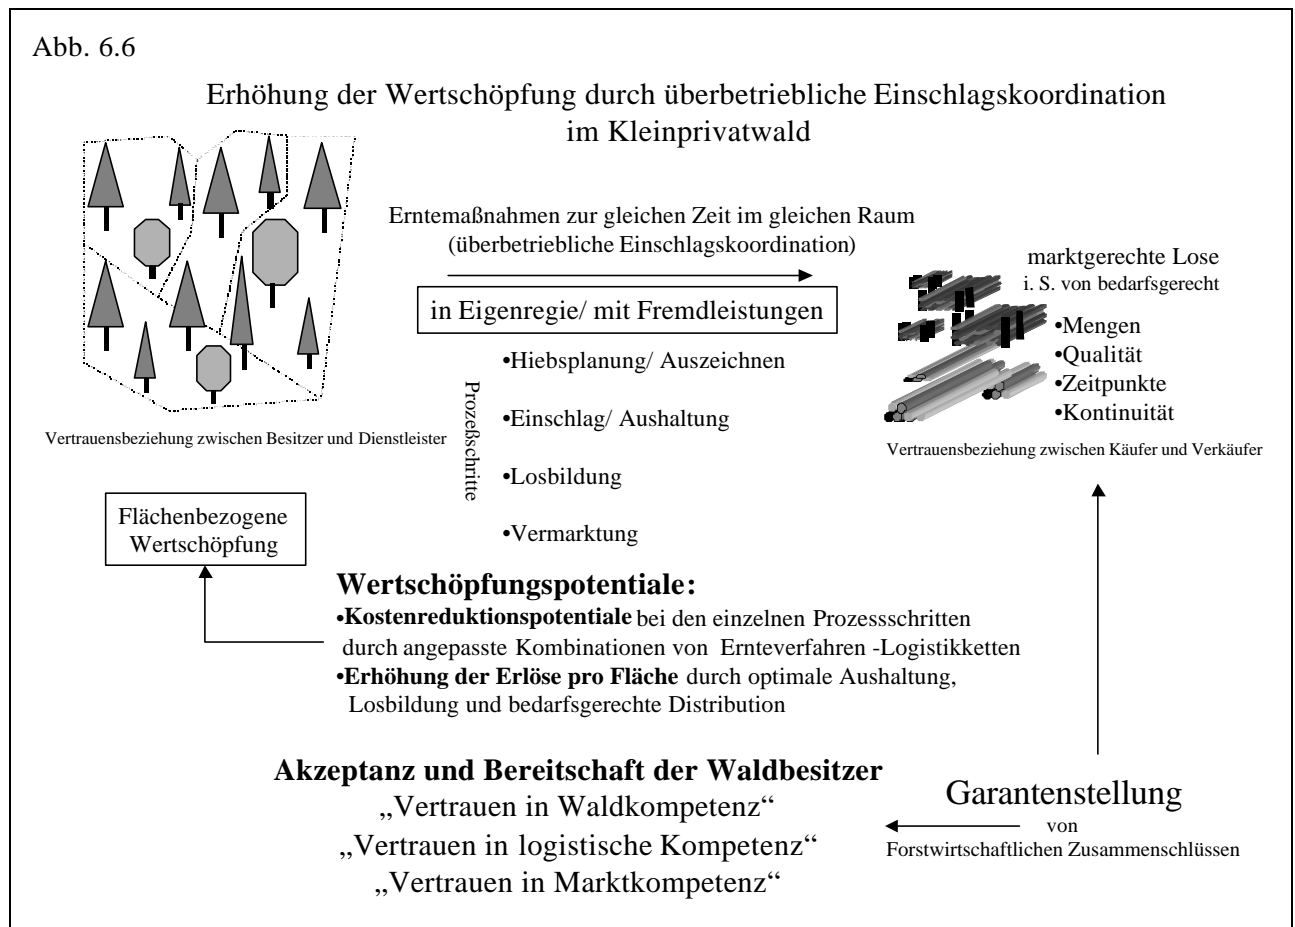 Abb. 6.6
Erhöhung der Wertschöpfung durch überbetriebliche Einschlagskoordination
im Kleinprivatwald
Erntemaßnahmen zur gleichen Zeit im gleichen Raum
(überbetriebliche Einschlagskoordination)
in Eigenregie/ mit Fremdleistungen
marktgerechte Lose
i. S. von bedarfsgerecht
•Mengen
•Qualität
•Zeitpunkte
•Kontinuität
Vertrauensbeziehung zwischen Käufer und Verkäufer
Vertrauensbeziehung zwischen Besitzer und Dienstleister
Prozeßschritte
•Hiebsplanung/ Auszeichnen
•Einschlag/ Aushaltung
•Losbildung
•Vermarktung
Flächenbezogene
Wertschöpfung
Wertschöpfungspotentiale:
•Kostenreduktionspotentiale bei den einzelnen Prozessschritten
durch angepasste Kombinationen von Ernteverfahren -Logistikketten
•Erhöhung der Erlöse pro Fläche durch optimale Aushaltung,
Losbildung und bedarfsgerechte Distribution
Akzeptanz und Bereitschaft der Waldbesitzer
„Vertrauen in Waldkompetenz“
„Vertrauen in logistische Kompetenz“
„Vertrauen in Marktkompetenz“
Garantenstellung
von
Forstwirtschaftlichen Zusammenschlüssen